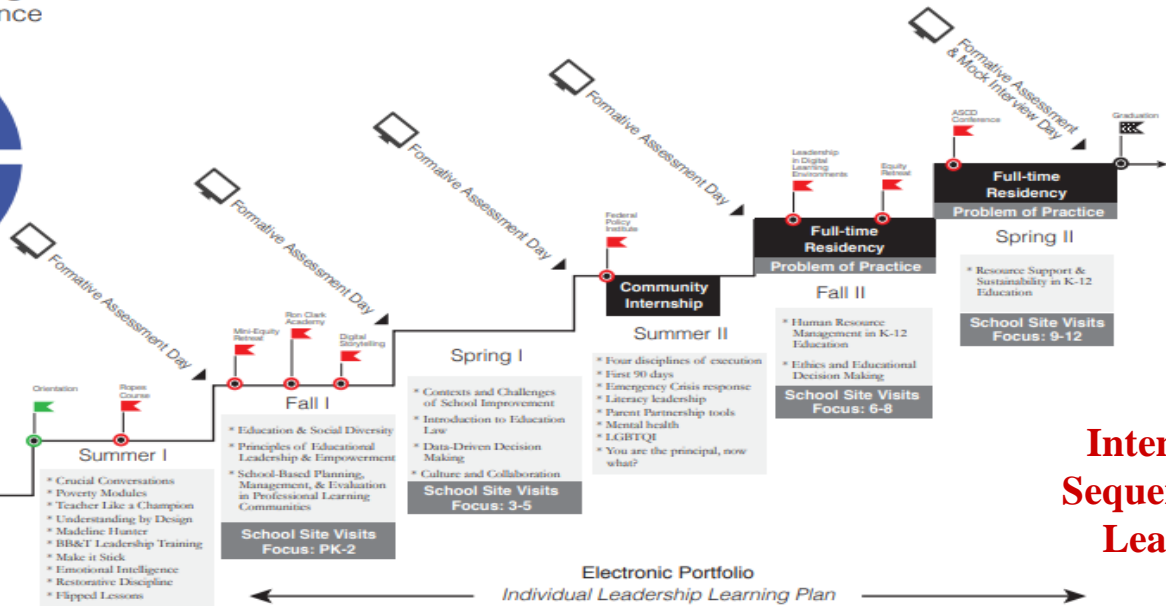 nce
Formative Assessment Day
Orientation
Ropes
Course
Summer I
* Crucial Conversations
* Poverty Modules
* Teacher Like a Champion
* Understanding by Design
* Madeline Hunter
* BB&T Leadership Training
* Make it Stick
* Emotional Intelligence
* Restorative Discipline
* Flipped Lessons
Formative Assessment Day
Mini-Equity
Retreat
Ron Clark
Academy
Digital
Storytelling
Fall I
* Education & Social Diversity
* Principles of Educational
Leadership & Empowerment
* School-Based Planning,
Management, & Evaluation
in Professional Learning
Communities
School Site Visits
Focus: PK-2
Formative Assessment Day
Spring I
* Contexts and Challenges
of School Improvement
* Introduction to Education
Law
* Data-Driven Decision
Making
* Culture and Collaboration
School Site Visits
Focus: 3-5
Formative Assessment Day
Federal
Policy
Institute
Community
Internship
Summer II
* Four disciplines of execution
* First 90 days
* Emergency Crisis response
* Literacy leadership
* Parent Partnership tools
* Mental health
* LGBTQI
* You are the principal, now
what?
Leadership
in Digital
Learning
Environments
Equity
Retreat
Full-time
Residency
Problem of Practice
Fall II
* Human Resource
Management in K-12
Education
* Ethics and Educational
Decision Making
School Site Visits
Focus: 6-8
Formative Assessment
& Mock Interview Day
ASCD
Conference
Graduation
Full-time
Residency
Problem of Practice
Spring II
* Resource Support &
Sustainability in K-12
Education
School Site Visits
Focus: 9-12
Inter
Seque
Lea
Electronic Portfolio
Individual Leadership Learning Plan